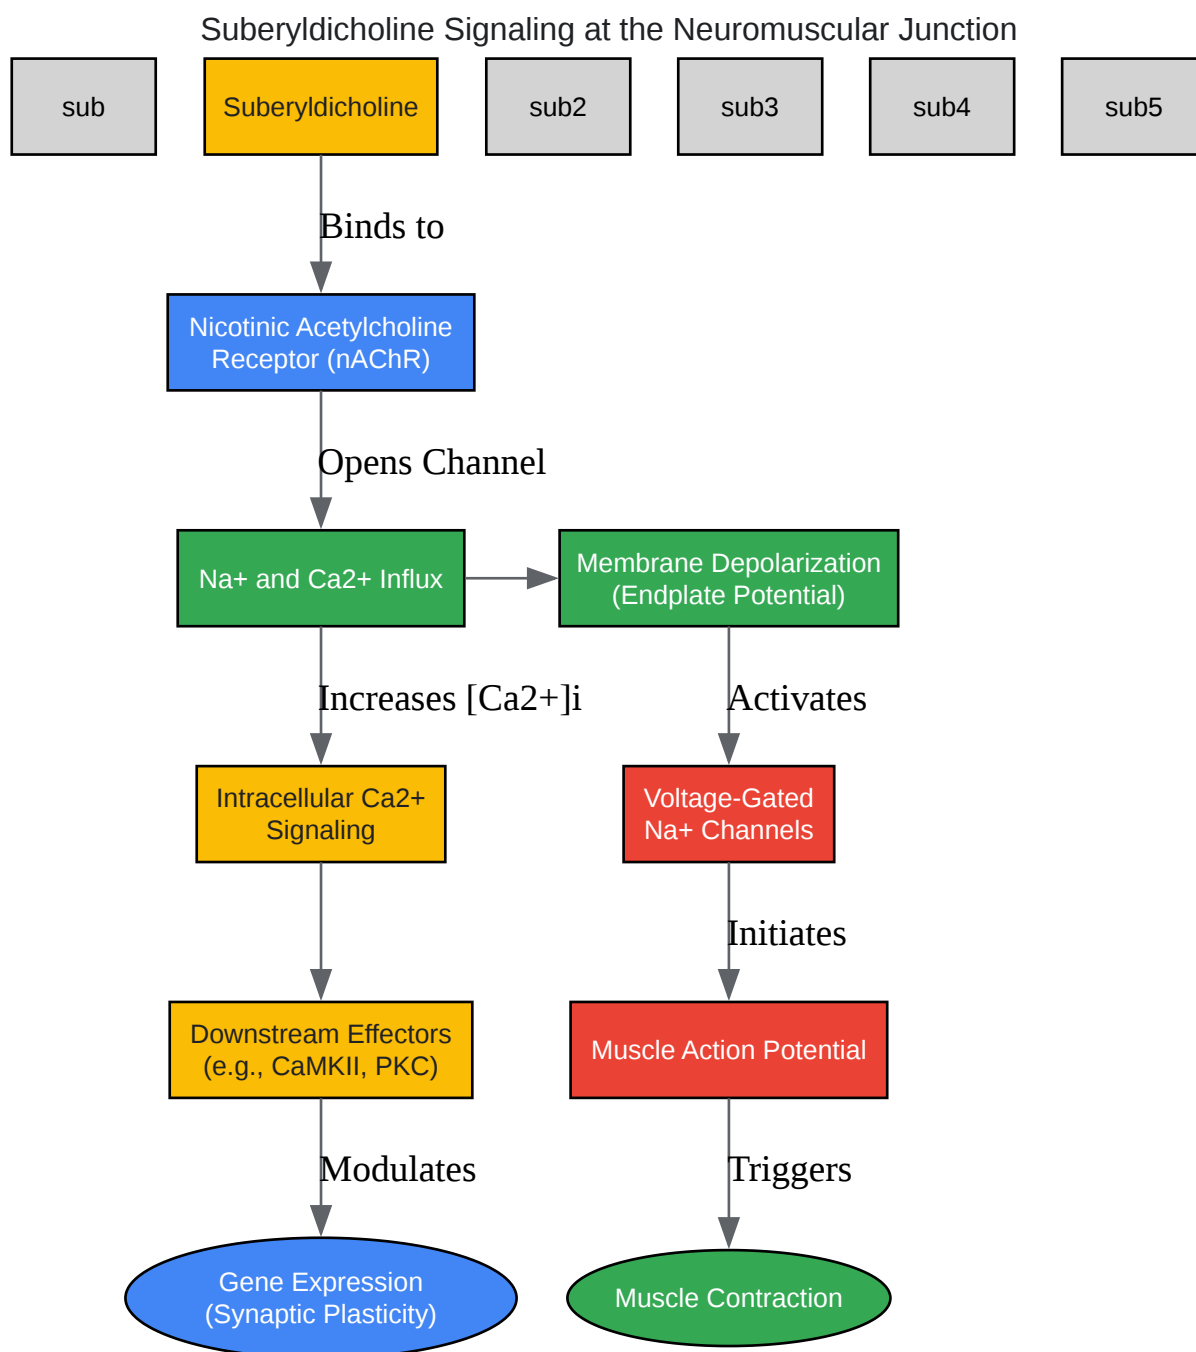 Suberyldicholine Signaling at the Neuromuscular Junction
sub
Suberyldicholine
sub2
sub3
sub4
sub5
Binds to
Nicotinic Acetylcholine
Receptor (nAChR)
Opens Channel
Na+ and Ca2+ Influx
Membrane Depolarization
(Endplate Potential)
Increases [Ca2+]i
Activates
Intracellular Ca2+
Signaling
Voltage-Gated
Na+ Channels
Initiates
Downstream Effectors
(e.g., CaMKII, PKC)
Muscle Action Potential
Modulates
Triggers
Gene Expression
(Synaptic Plasticity)
Muscle Contraction